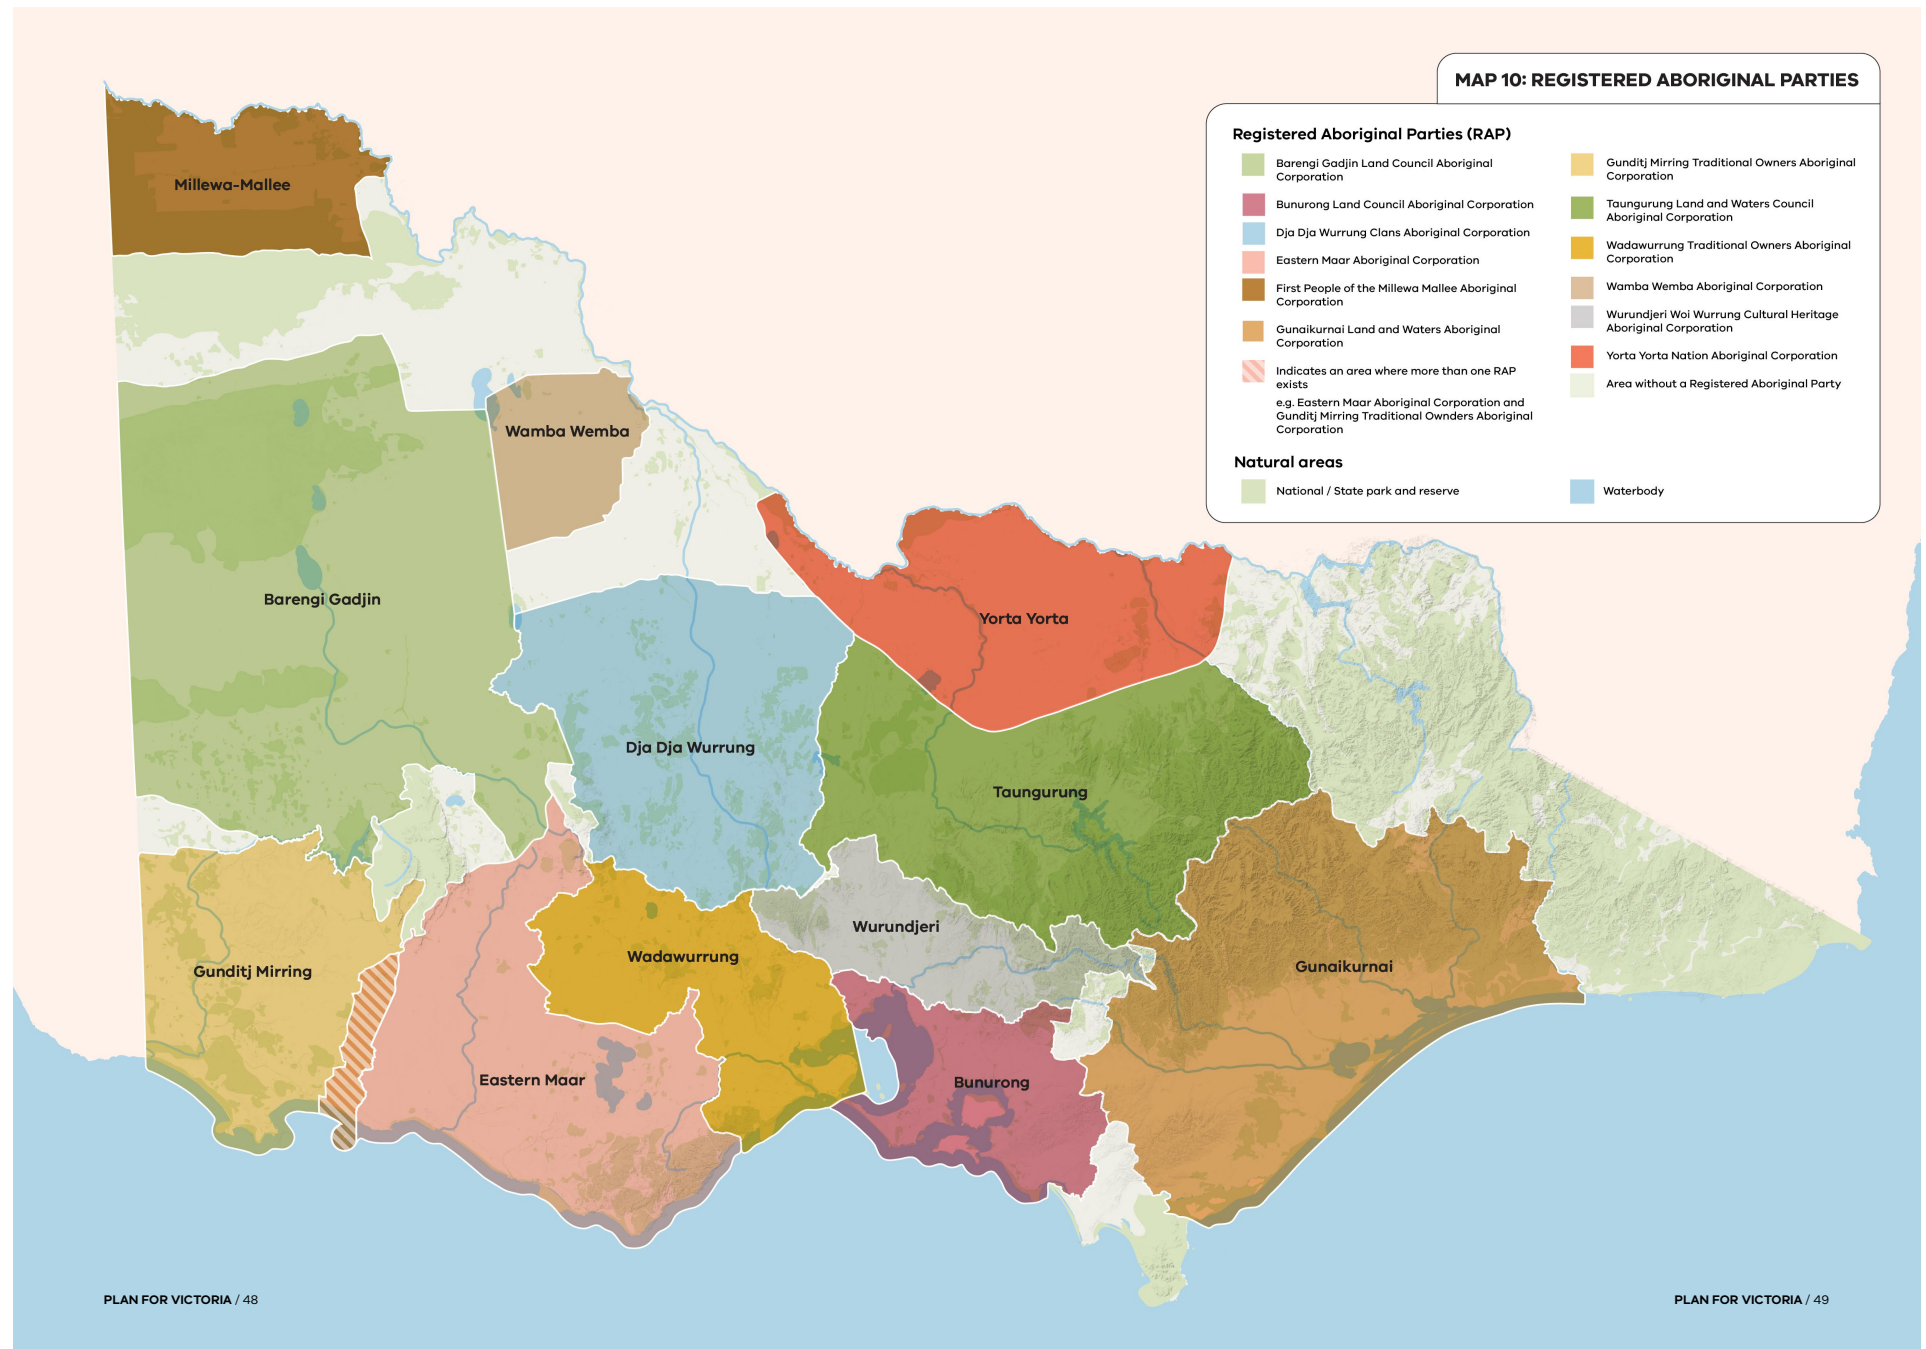 MAP 10: REGISTERED ABORIGINAL PARTIES
Registered Aboriginal Parties (RAP)
Barengi Gadjin Land Council Aboriginal
Corporation
Bunurong Land Council Aboriginal Corporation
Dja Dja Wurrung Clans Aboriginal Corporation
Eastern Maar Aboriginal Corporation
First People of the Millewa Mallee Aboriginal
Corporation
Gunaikurnai Land and Waters Aboriginal
Corporation
Indicates an area where more than one RAP
exists
e.g. Eastern Maar Aboriginal Corporation and
Gunditj Mirring Traditional Ownders Aboriginal
Corporation
Gunditj Mirring Traditional Owners Aboriginal
Corporation
Taungurung Land and Waters Council
Aboriginal Corporation
Wadawurrung Traditional Owners Aboriginal
Corporation
Wamba Wemba Aboriginal Corporation
Wurundjeri Woi Wurrung Cultural Heritage
Aboriginal Corporation
Yorta Yorta Nation Aboriginal Corporation
Area without a Registered Aboriginal Party
Natural areas
National / State park and reserve
Waterbody
Millewa-Mallee
Wamba Wemba
Barengi Gadjin
Yorta Yorta
Dja Dja Wurrung
Taungurung
Wurundjeri
Wadawurrung
Gunditj Mirring
Gunaikurnai
Eastern Maar
Bunurong
PLAN FOR VICTORIA / 48
PLAN FOR VICTORIA / 49